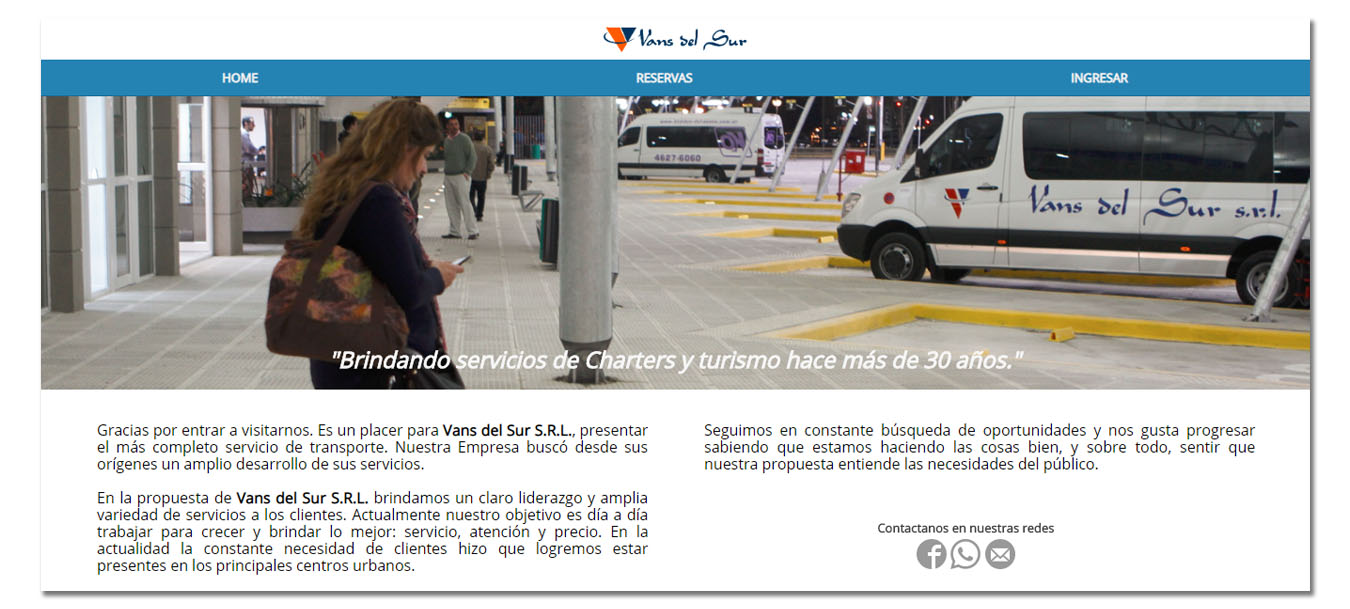 Vans del Sur
HOME RESERVAS INGRESAR
4627-6060
Vans del Sur s.r.l.
"Brindando servicios de Charters y turismo hace más de 30 años."
Gracias por entrar a visitarnos. Es un placer para Vans del Sur S.R.L., presentar
el más completo servicio de transporte. Nuestra Empresa buscó desde sus
orígenes un amplio desarrollo de sus servicios.
En la propuesta de Vans del Sur S.R.L. brindamos un claro liderazgo y amplia
variedad de servicios a los clientes. Actualmente nuestro objetivo es día a día
trabajar para crecer y brindar lo mejor: servicio, atención y precio. En la
actualidad la constante necesidad de clientes hizo que logremos estar
presentes en los principales centros urbanos.
Seguimos en constante búsqueda de oportunidades y nos gusta progresar
sabiendo que estamos haciendo las cosas bien, y sobre todo, sentir que
nuestra propuesta entiende las necesidades del público.
Contactanos en nuestras redes